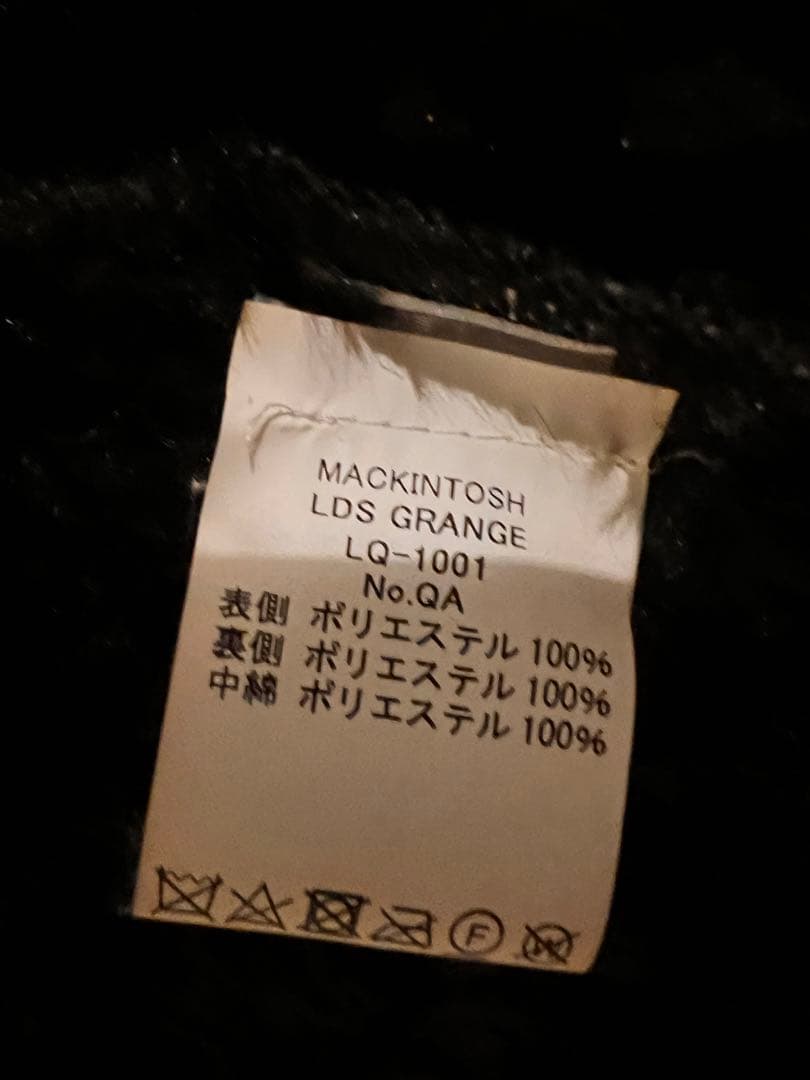 MACKINTOSH
LDS GRANGE
LQ-1001
No.QA
表側 ポリエステル 100%
裏側 ポリエステル 100%
中綿 ポリエステル 100%
F
W